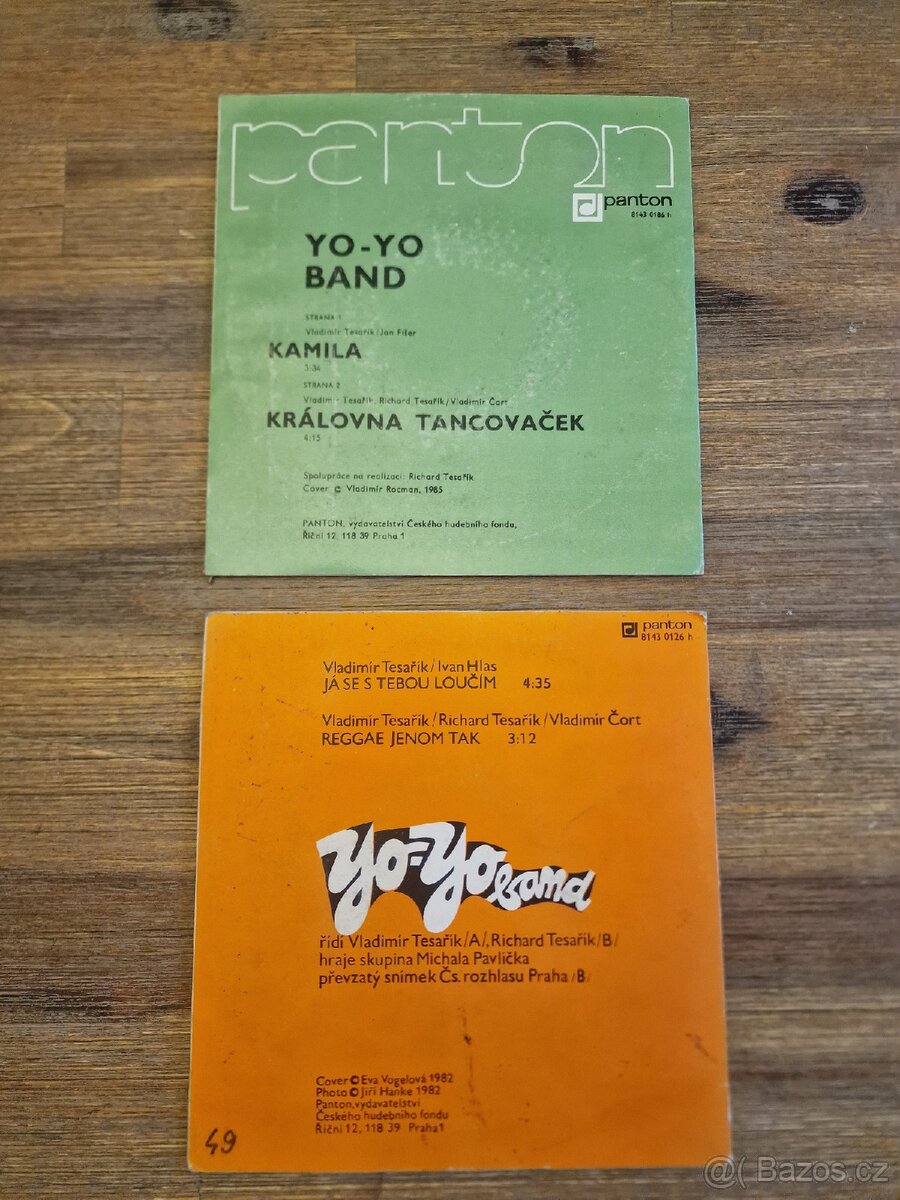 panton
panton
8143 0186 h
YO-YO
BAND
STRANA 1
Vladimír Tesařík/Jan Fišer
KAMILA
3:34
STRANA 2
Vladimír Tesařík, Richard Tesařík/Vladimír Čort
KRÁLOVNA TANCOVAČEK
4:15
Spolupráce na realizaci: Richard Tesařík
Cover © Vladimír Rocman, 1985
PANTON, vydavatelství Českého hudebního fondu,
Říční 12, 118 39 Praha 1
panton
8143 0126 h
Vladimír Tesařík/Ivan Hlas
JÁ SE S TEBOU LOUČÍM 4:35
Vladimír Tesařík/Richard Tesařík/Vladimír Čort
REGGAE JENOM TAK 3:12
Yo-Yo band
řídí Vladimír Tesařík/A/, Richard Tesařík/B/
hraje skupina Michala Pavlíčka
převzatý snímek Čs. rozhlasu Praha /B/
Cover © Eva Vogelová 1982
Photo © Jiří Hanke 1982
Panton, vydavatelství
Českého hudebního fondu
Říční 12, 118 39 Praha 1
49
@( Bazos.cz